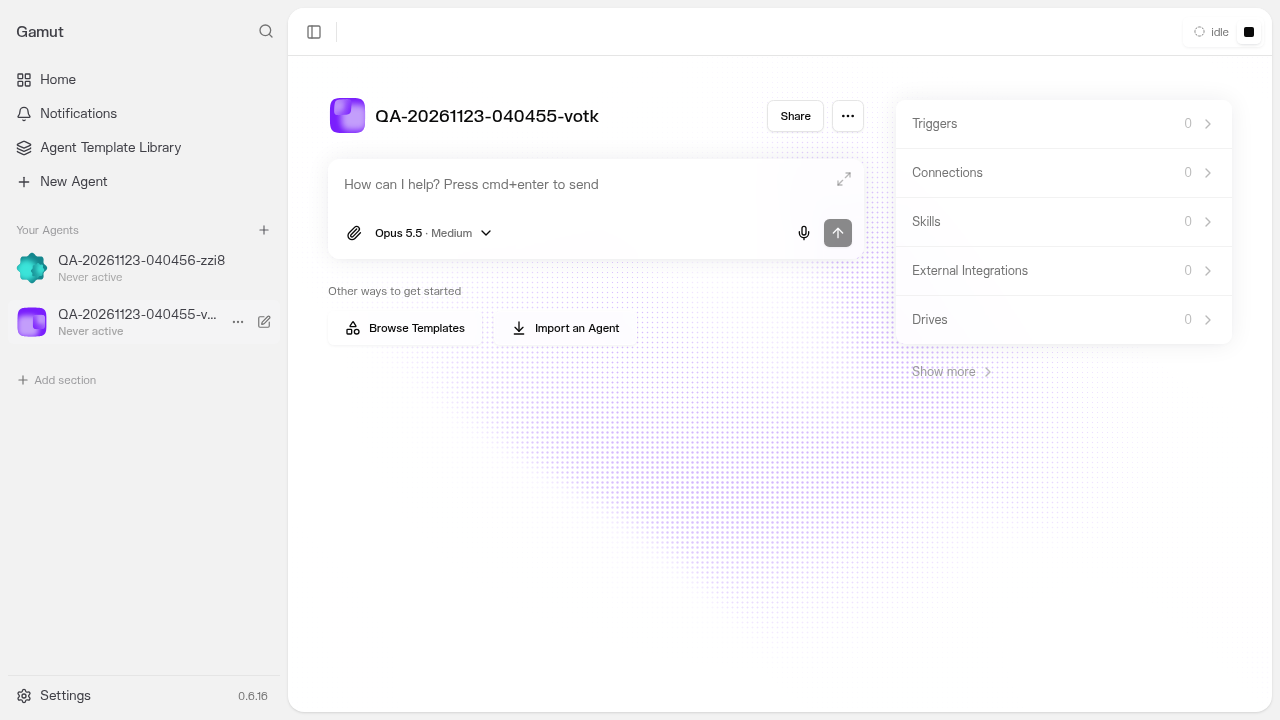 Gamut
Home
Notifications
Agent Template Library
New Agent
Your Agents
QA-20261123-040456-zzi8
Never active
QA-20261123-040455-v...
Never active
Add section
Settings
0.6.16
idle
QA-20261123-040455-votk
Share
How can I help? Press cmd+enter to send
Opus 5.5 · Medium
Other ways to get started
Browse Templates
Import an Agent
Triggers 0
Connections 0
Skills 0
External Integrations 0
Drives 0
Show more